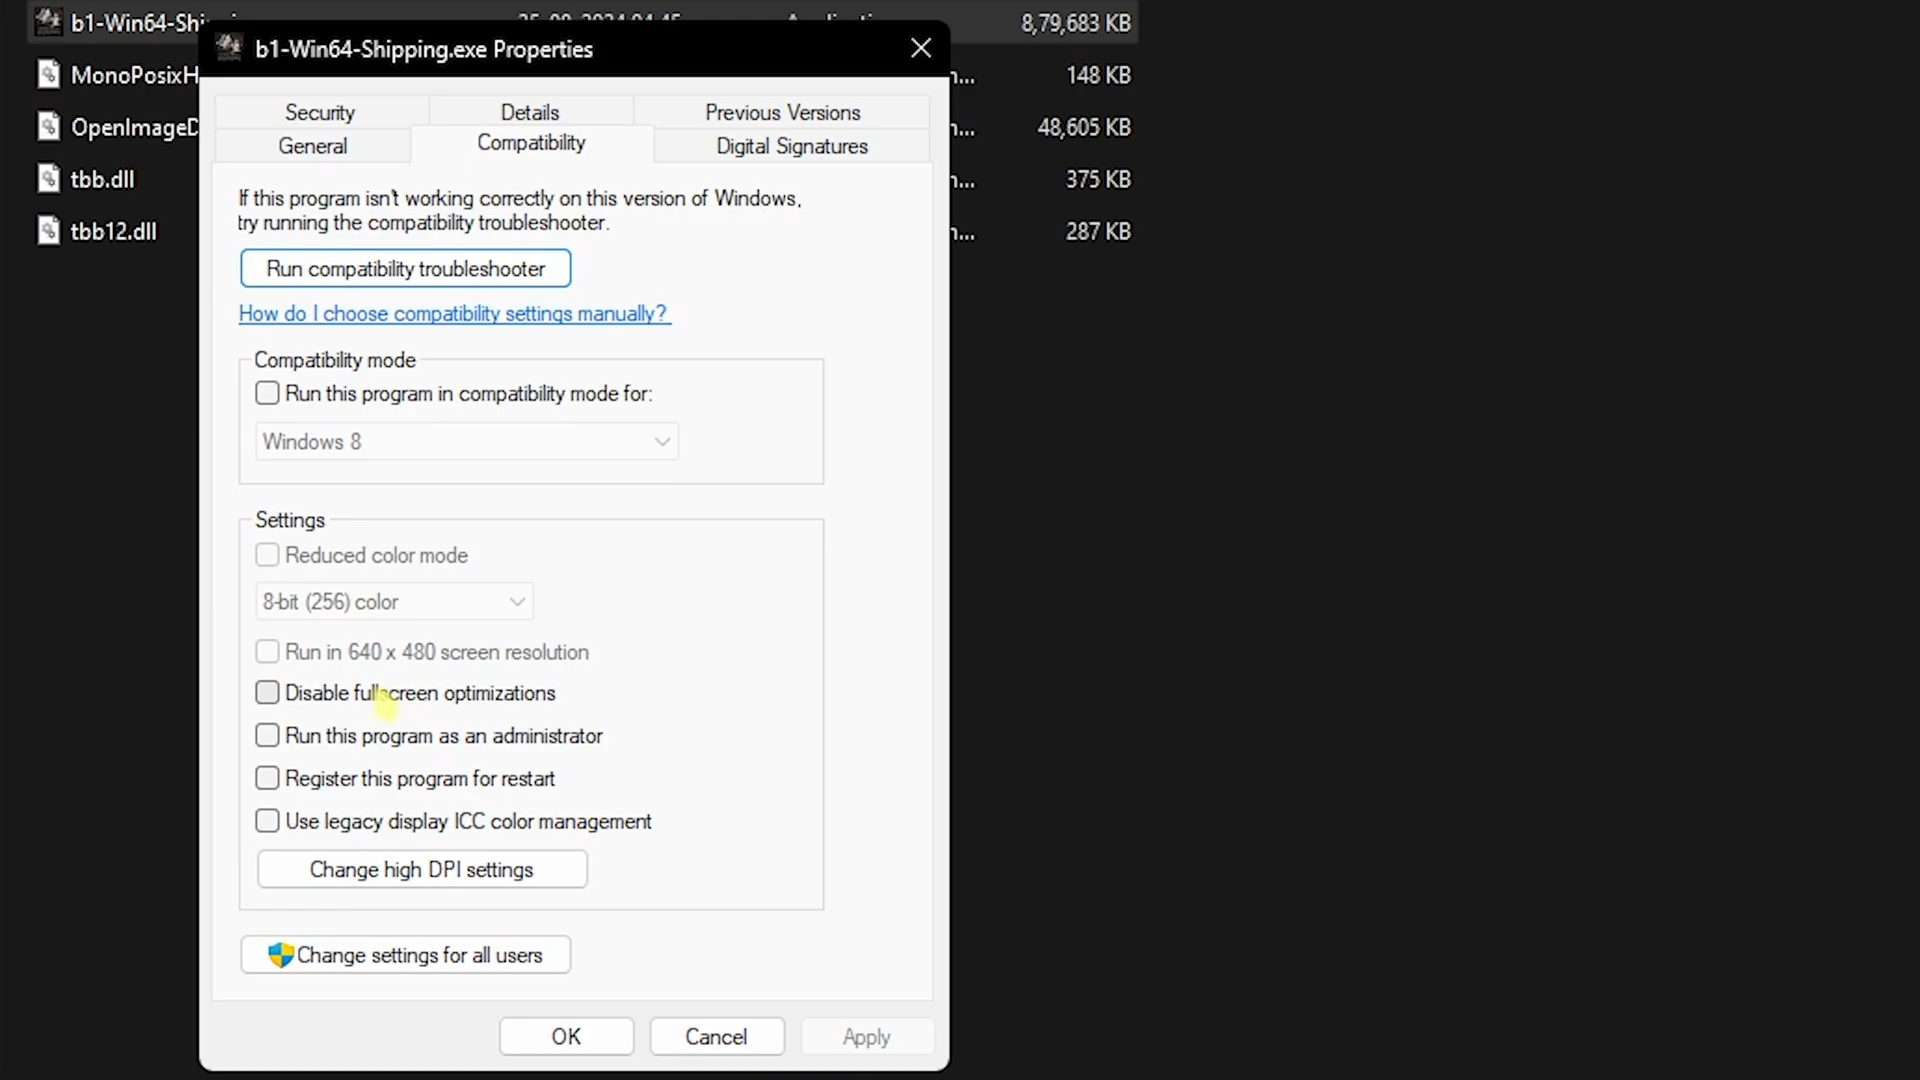 b1-Win64-Shi
8,79,683 KB
b1-Win64-Shipping.exe Properties
MonoPosixH
n...
148 KB
OpenImageD
n...
48,605 KB
tbb.dll
n...
375 KB
tbb12.dll
n...
287 KB
Security
Details
Previous Versions
General
Compatibility
Digital Signatures
If this program isn't working correctly on this version of Windows,
try running the compatibility troubleshooter.
Run compatibility troubleshooter
How do I choose compatibility settings manually?
Compatibility mode
Run this program in compatibility mode for:
Windows 8
Settings
Reduced color mode
8-bit (256) color
Run in 640 x 480 screen resolution
Disable fullscreen optimizations
Run this program as an administrator
Register this program for restart
Use legacy display ICC color management
Change high DPI settings
Change settings for all users
OK
Cancel
Apply